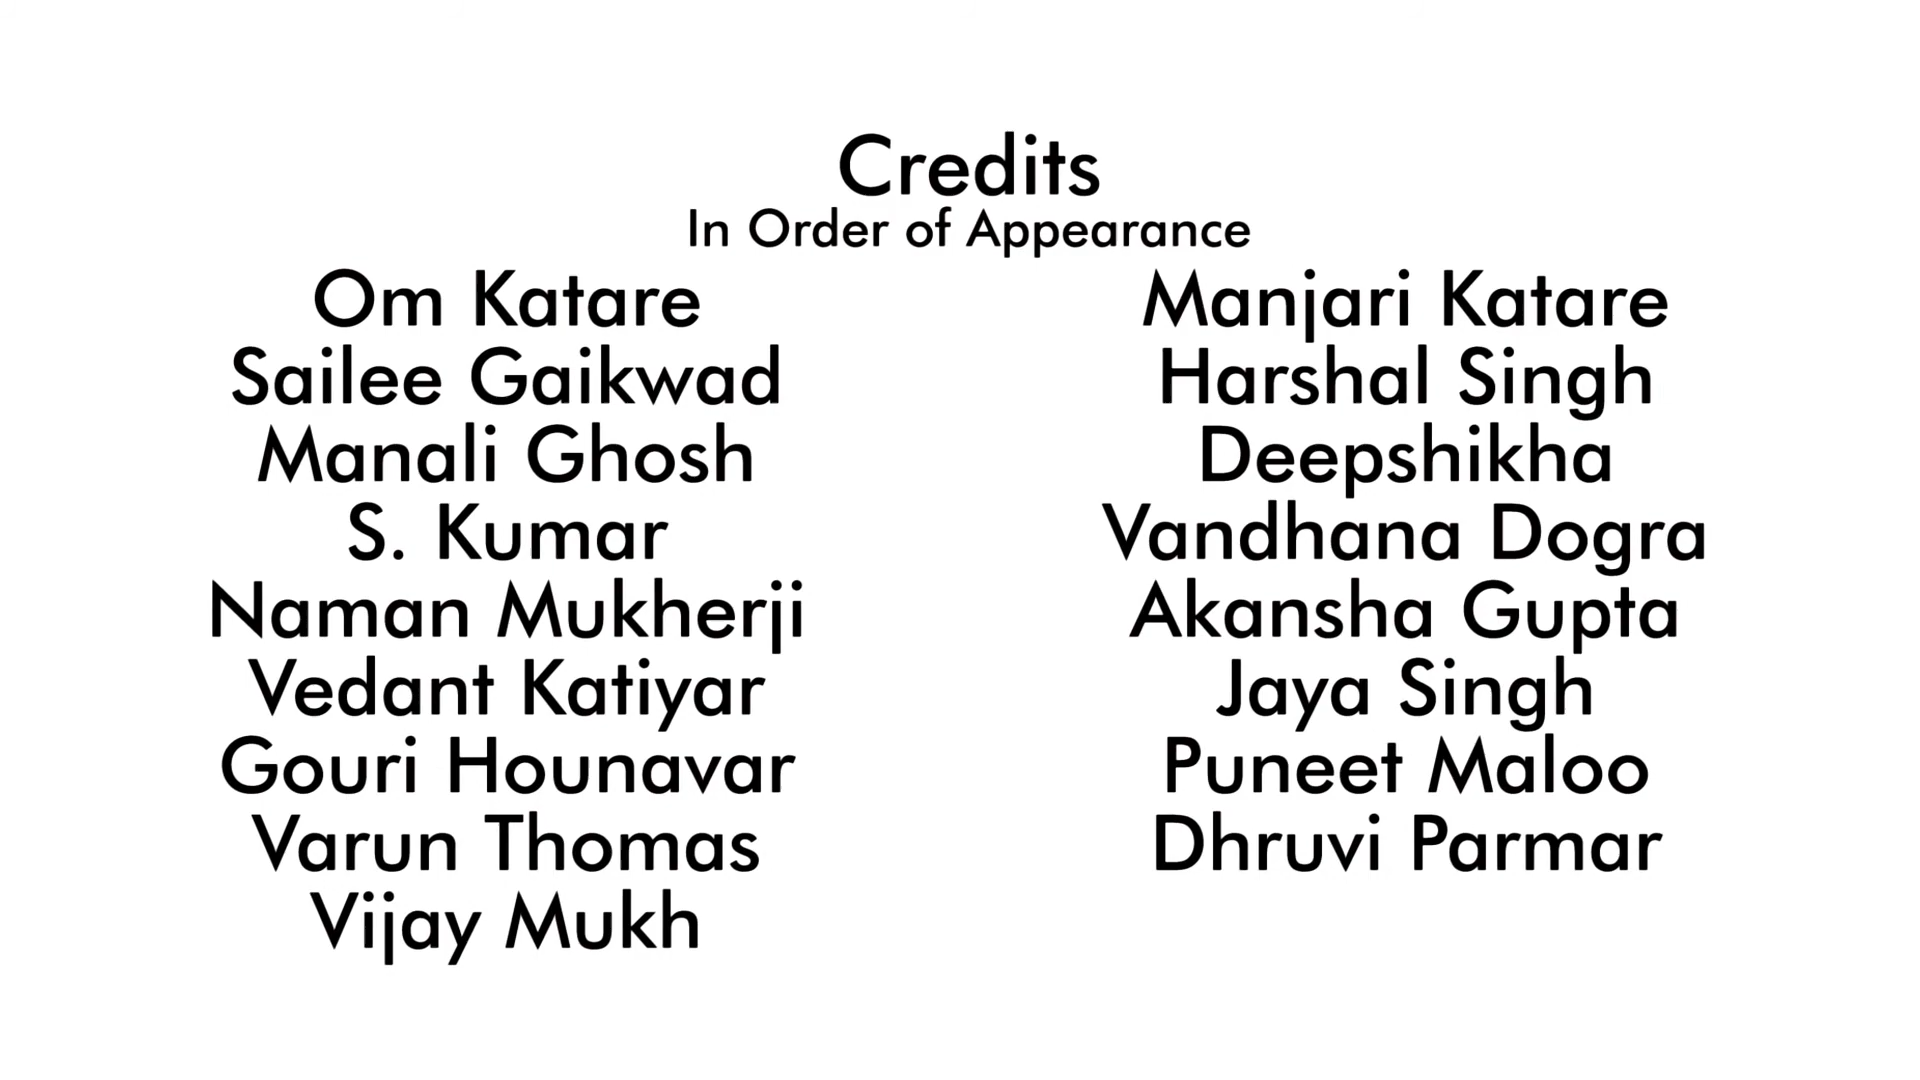 Credits
In Order of Appearance
Om Katare
Sailee Gaikwad
Manali Ghosh
S. Kumar
Naman Mukherji
Vedant Katiyar
Gouri Hounavar
Varun Thomas
Vijay Mukh
Manjari Katare
Harshal Singh
Deepshikha
Vandhana Dogra
Akansha Gupta
Jaya Singh
Puneet Maloo
Dhruvi Parmar